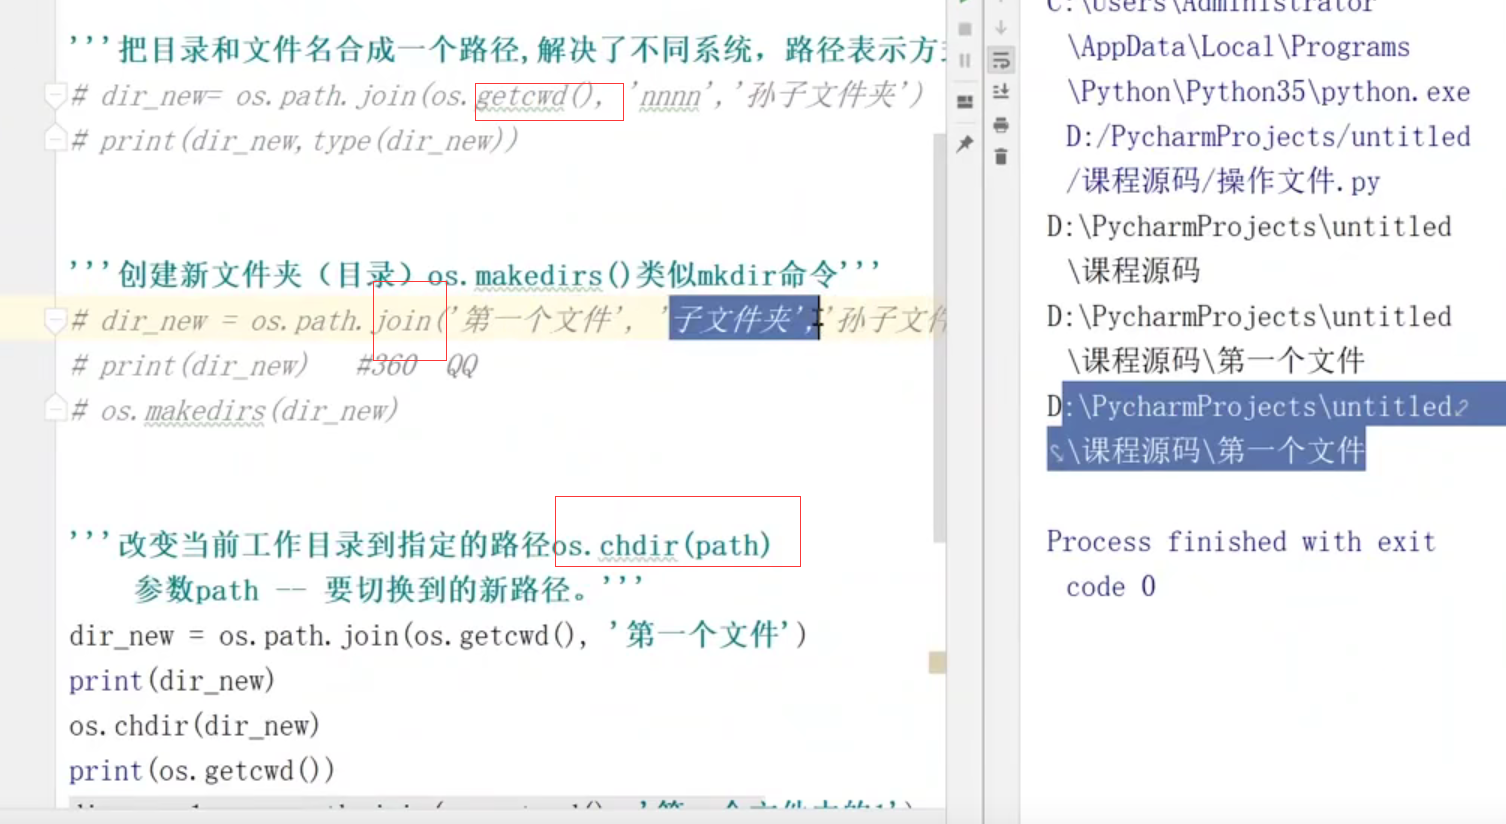 '''把目录和文件名合成一个路径,解决了不同系统，路径表示方
# dir_new= os.path.join(os.getcwd(), 'nnnn','孙子文件夹')
# print(dir_new,type(dir_new))
'''创建新文件夹（目录）os.makedirs()类似mkdir命令'''
# dir_new = os.path.join('第一个文件', '子文件夹','孙子文件
# print(dir_new)   #360  QQ
# os.makedirs(dir_new)
'''改变当前工作目录到指定的路径os.chdir(path)
参数path -- 要切换到的新路径。'''
dir_new = os.path.join(os.getcwd(), '第一个文件')
print(dir_new)
os.chdir(dir_new)
print(os.getcwd())
C:\Users\Administrator
\AppData\Local\Programs
\Python\Python35\python.exe
D:/PycharmProjects/untitled
/课程源码/操作文件.py
D:\PycharmProjects\untitled
\课程源码
D:\PycharmProjects\untitled
\课程源码\第一个文件
D:\PycharmProjects\untitled
\课程源码\第一个文件
Process finished with exit
code 0